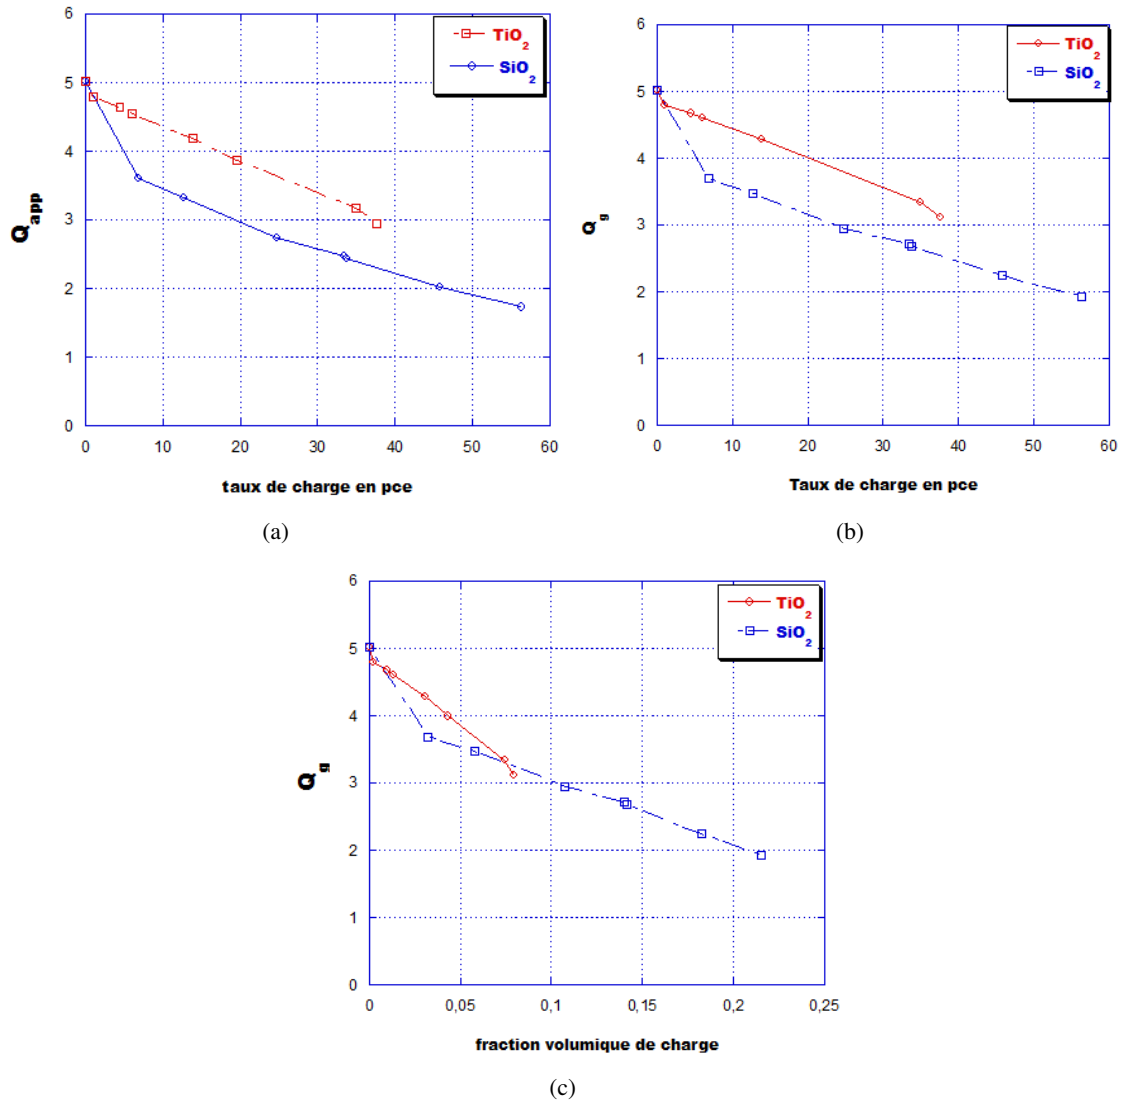 6
5
4
3
2
1
0
Q app
TiO2
SiO2
0 10 20 30 40 50 60
taux de charge en pce
(a)
6
5
4
3
2
1
0
Q g
TiO2
SiO2
0 10 20 30 40 50 60
Taux de charge en pce
(b)
6
5
4
3
2
1
0
Q g
TiO2
SiO2
0 0,05 0,1 0,15 0,2 0,25
fraction volumique de charge
(c)